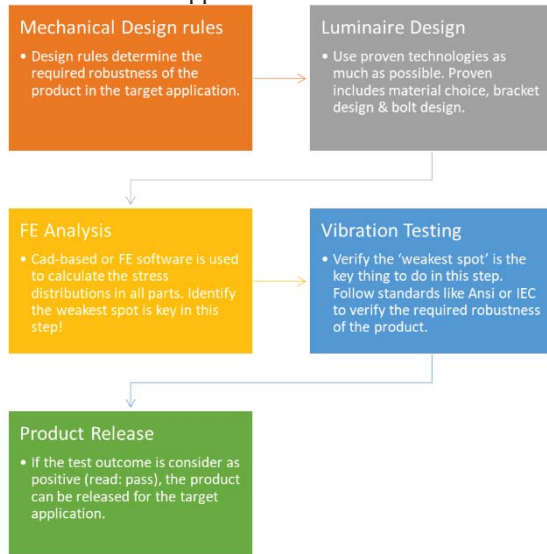 Mechanical Design rules
• Design rules determine the
required robustness of the
product in the target application.
Luminaire Design
• Use proven technologies as
much as possible. Proven
includes material choice, bracket
design & bolt design.
FE Analysis
• Cad-based or FE software is used
to calculate the stress
distributions in all parts. Identify
the weakest spot is key in this
step!
Vibration Testing
• Verify the ‘weakest spot’ is the
key thing to do in this step.
Follow standards like Ansi or IEC
to verify the required robustness
of the product.
Product Release
• If the test outcome is consider as
positive (read: pass), the product
can be released for the target
application.